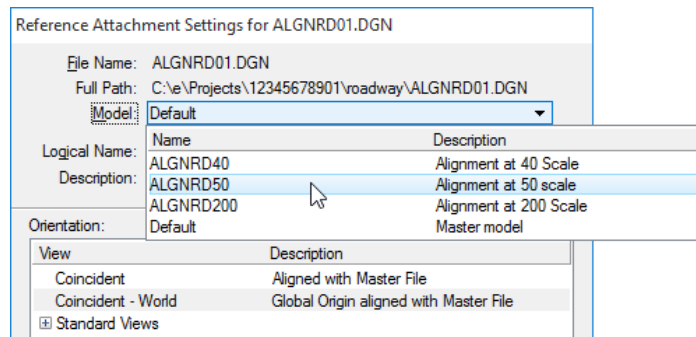 Reference Attachment Settings for ALGNRD01.DGN
File Name: ALGNRD01.DGN
Full Path: C:\e\Projects\12345678901\roadway\ALGNRD01.DGN
Model: Default
Name Description
Logical Name:
ALGNRD40 Alignment at 40 Scale
Description: ALGNRD50 Alignment at 50 scale
ALGNRD200 Alignment at 200 Scale
Orientation: Default Master model
View Description
Coincident Aligned with Master File
Coincident - World Global Origin aligned with Master File
Standard Views